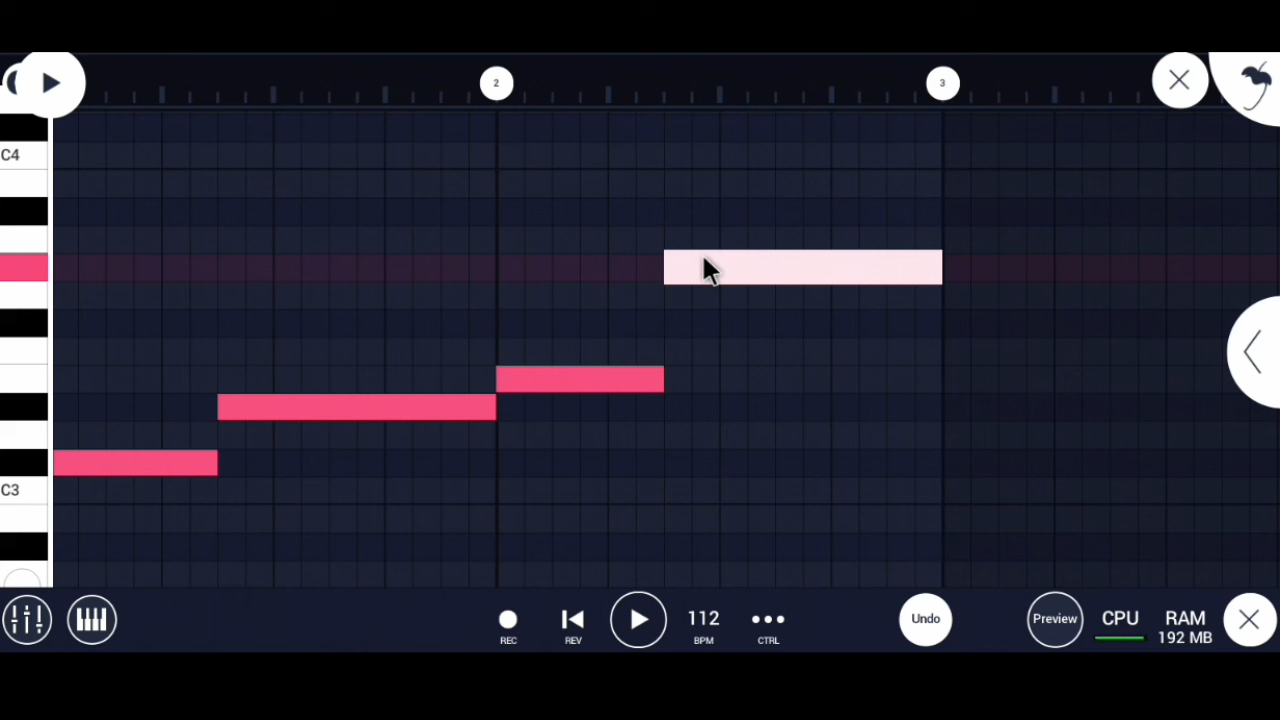 2
3
C4
C3
REC
REV
112
BPM
CTRL
Undo
Preview
CPU
RAM
192 MB